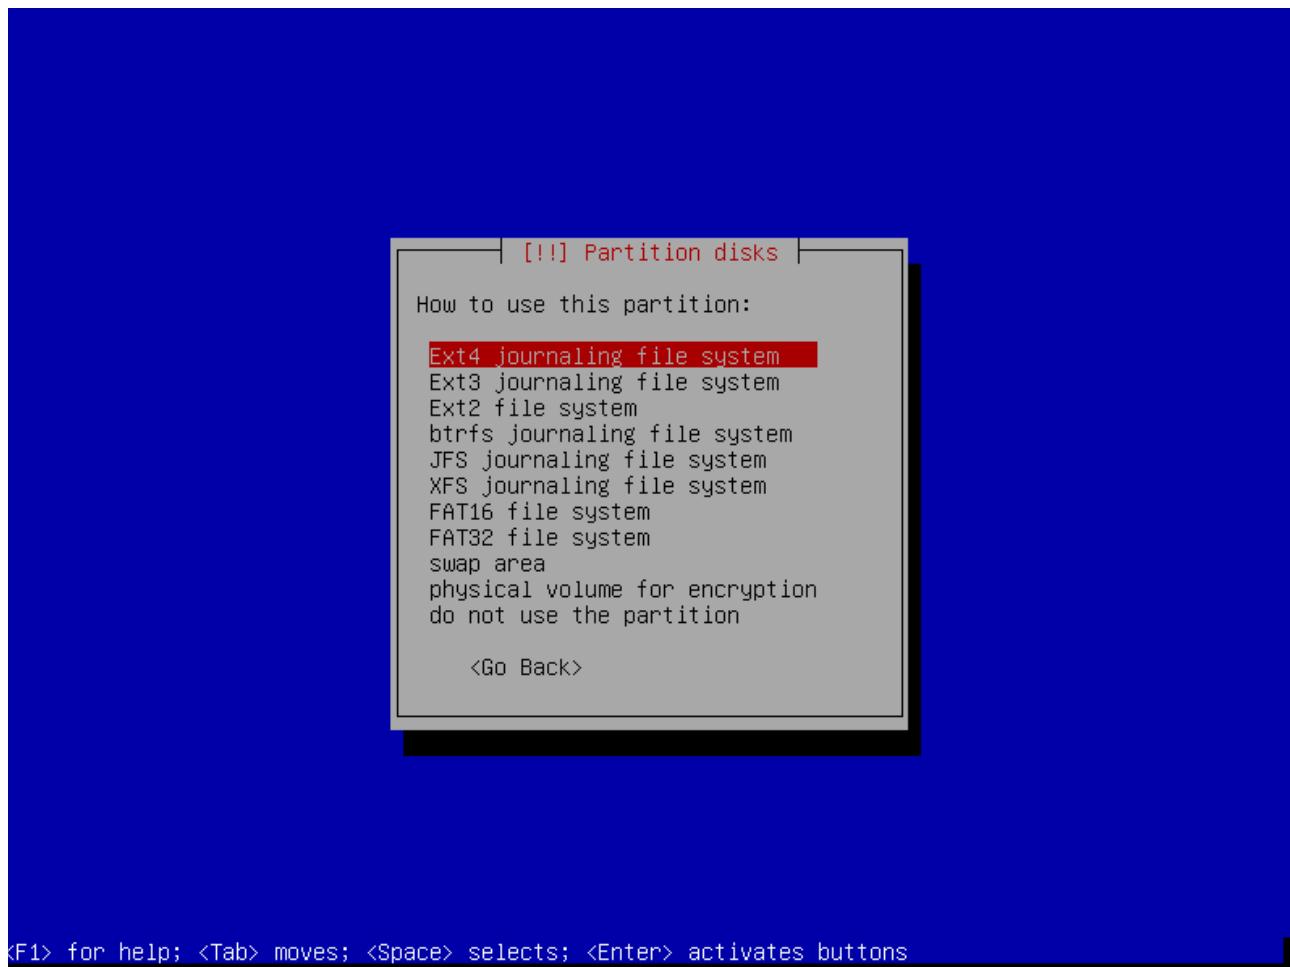 [!!] Partition disks
How to use this partition:
Ext4 journaling file system
Ext3 journaling file system
Ext2 file system
btrfs journaling file system
JFS journaling file system
XFS journaling file system
FAT16 file system
FAT32 file system
swap area
physical volume for encryption
do not use the partition
<Go Back>
<F1> for help; <Tab> moves; <Space> selects; <Enter> activates buttons